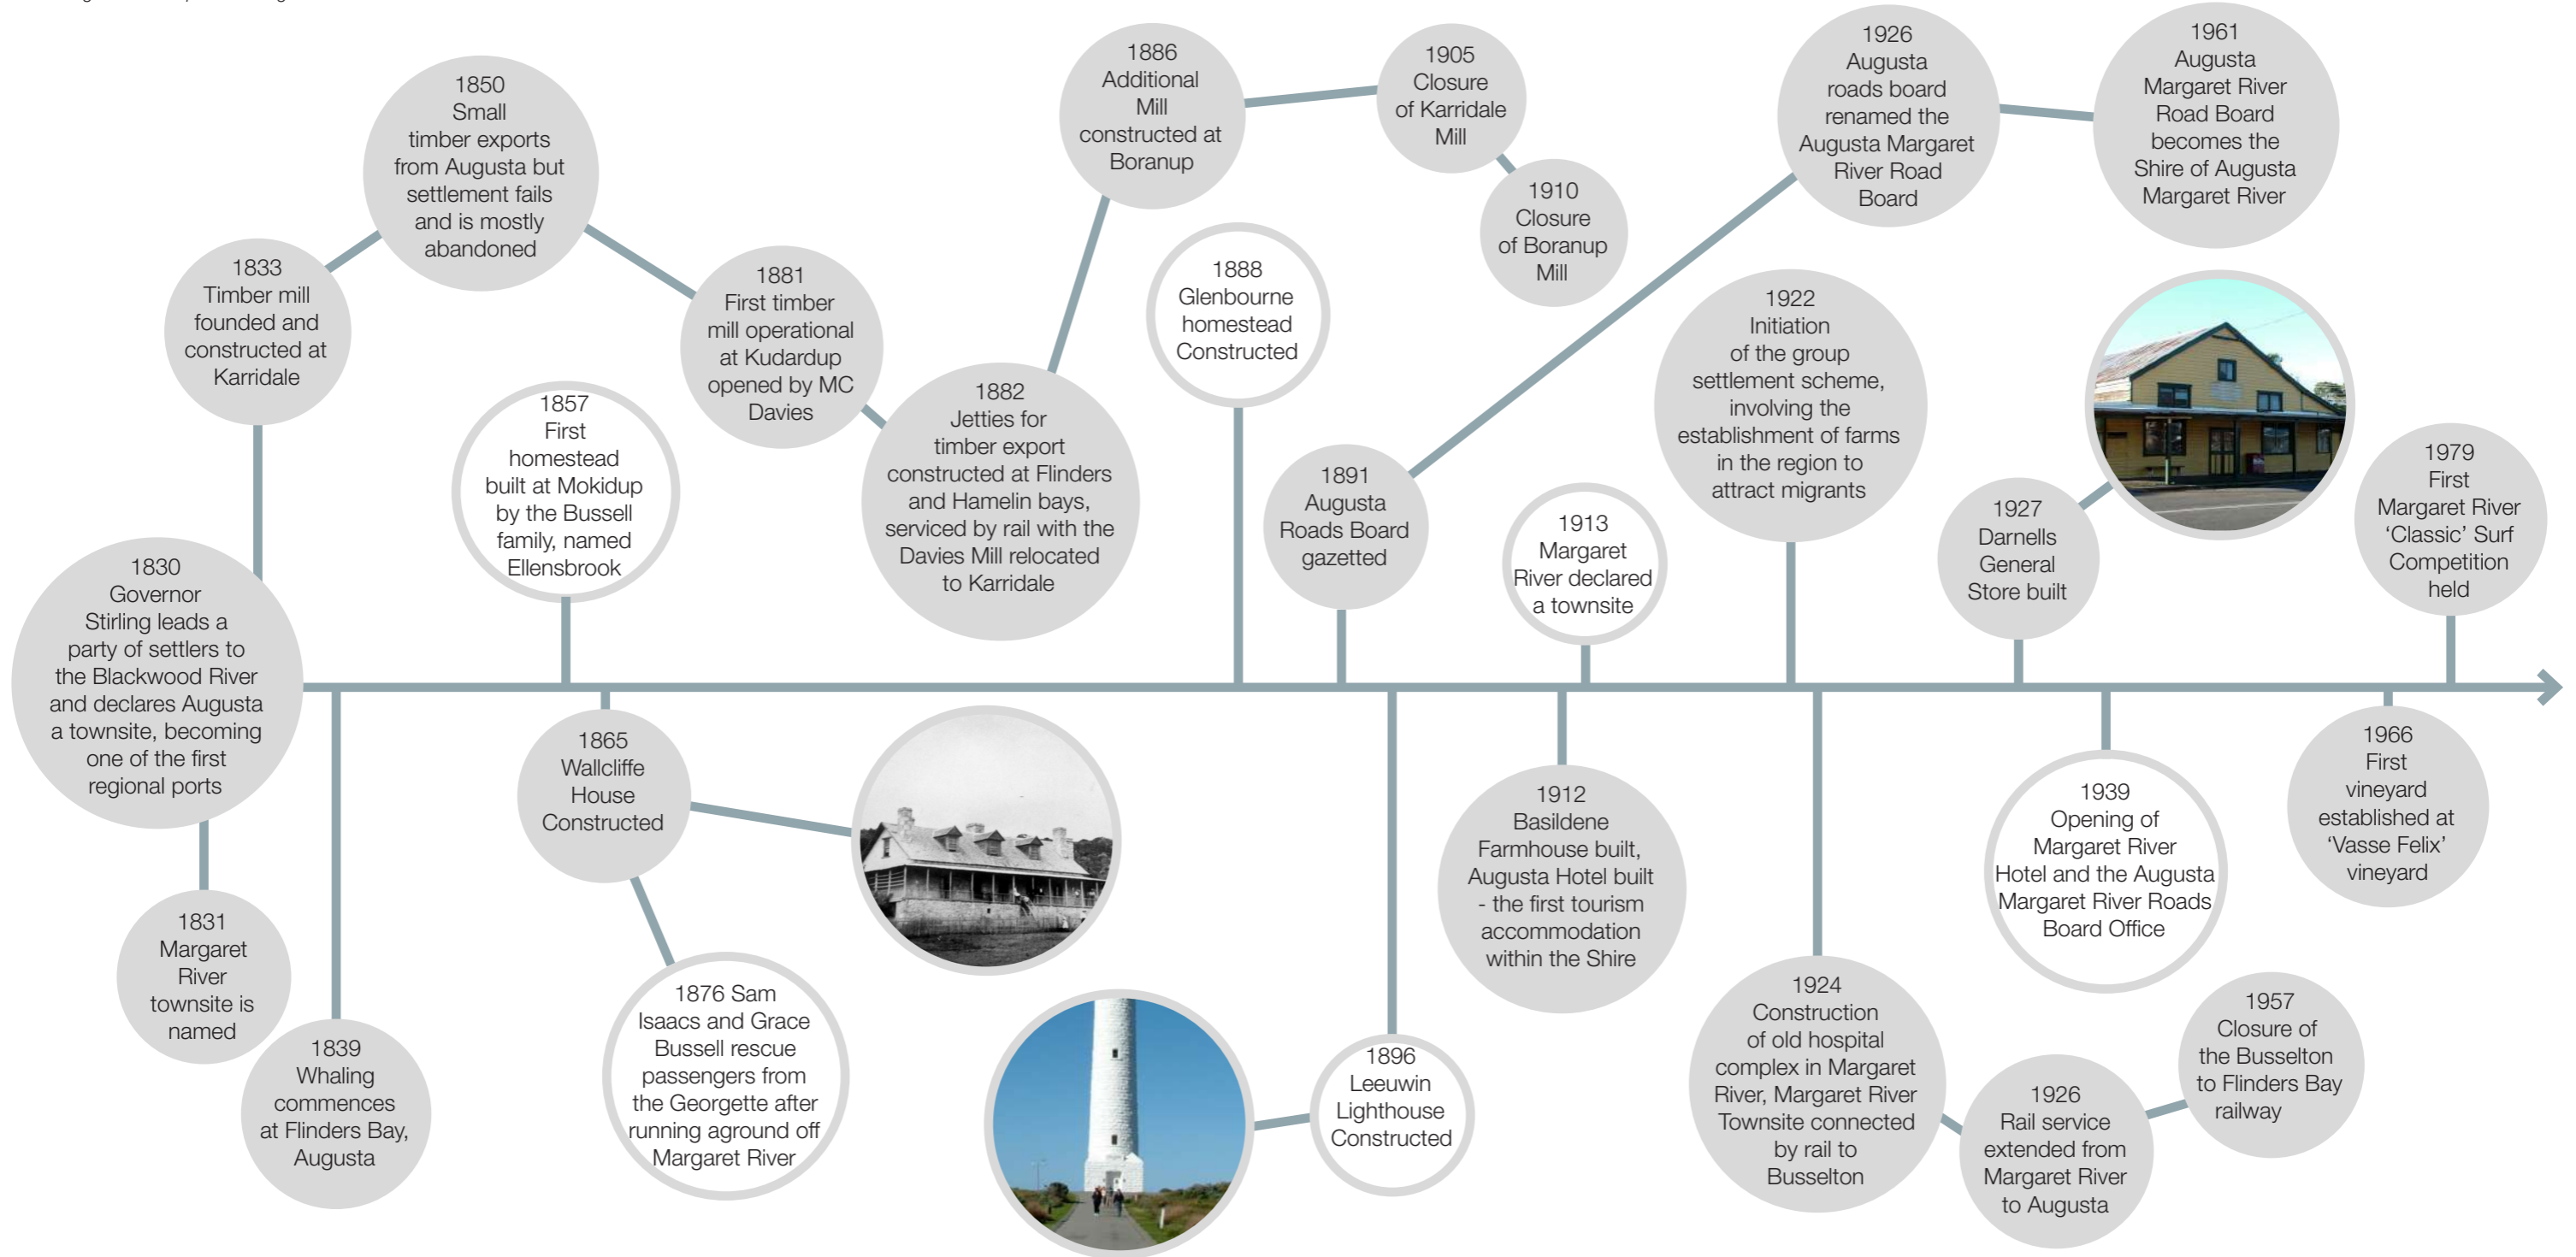 1830
Governor
Stirling leads a
party of settlers to
the Blackwood River
and declares Augusta
a townsite, becoming
one of the first
regional ports
1831
Margaret
River
townsite is
named
1833
Timber mill
founded and
constructed at
Karridale
1839
Whaling
commences
at Flinders Bay,
Augusta
1850
Small
timber exports
from Augusta but
settlement fails
and is mostly
abandoned
1857
First
homestead
built at Mokidup
by the Bussell
family, named
Ellensbrook
1865
Wallcliffe
House
Constructed
1876 Sam
Isaacs and Grace
Bussell rescue
passengers from
the Georgette after
running aground off
Margaret River
1881
First timber
mill operational
at Kudardup
opened by MC
Davies
1882
Jetties for
timber export
constructed at Flinders
and Hamelin bays,
serviced by rail with the
Davies Mill relocated
to Karridale
1886
Additional
Mill
constructed at
Boranup
1888
Glenbourne
homestead
Constructed
1891
Augusta
Roads Board
gazetted
1896
Leeuwin
Lighthouse
Constructed
1905
Closure
of Karridale
Mill
1910
Closure
of Boranup
Mill
1912
Basildene
Farmhouse built,
Augusta Hotel built
- the first tourism
accommodation
within the Shire
1913
Margaret
River declared
a townsite
1922
Initiation
of the group
settlement scheme,
involving the
establishment of farms
in the region to
attract migrants
1924
Construction
of old hospital
complex in Margaret
River, Margaret River
Townsite connected
by rail to
Busselton
1926
Augusta
roads board
renamed the
Augusta Margaret
River Road
Board
1926
Rail service
extended from
Margaret River
to Augusta
1927
Darnells
General
Store built
1939
Opening of
Margaret River
Hotel and the Augusta
Margaret River Roads
Board Office
1957
Closure of
the Busselton
to Flinders Bay
railway
1961
Augusta
Margaret River
Road Board
becomes the
Shire of Augusta
Margaret River
1966
First
vineyard
established at
‘Vasse Felix’
vineyard
1979
First
Margaret River
‘Classic’ Surf
Competition
held